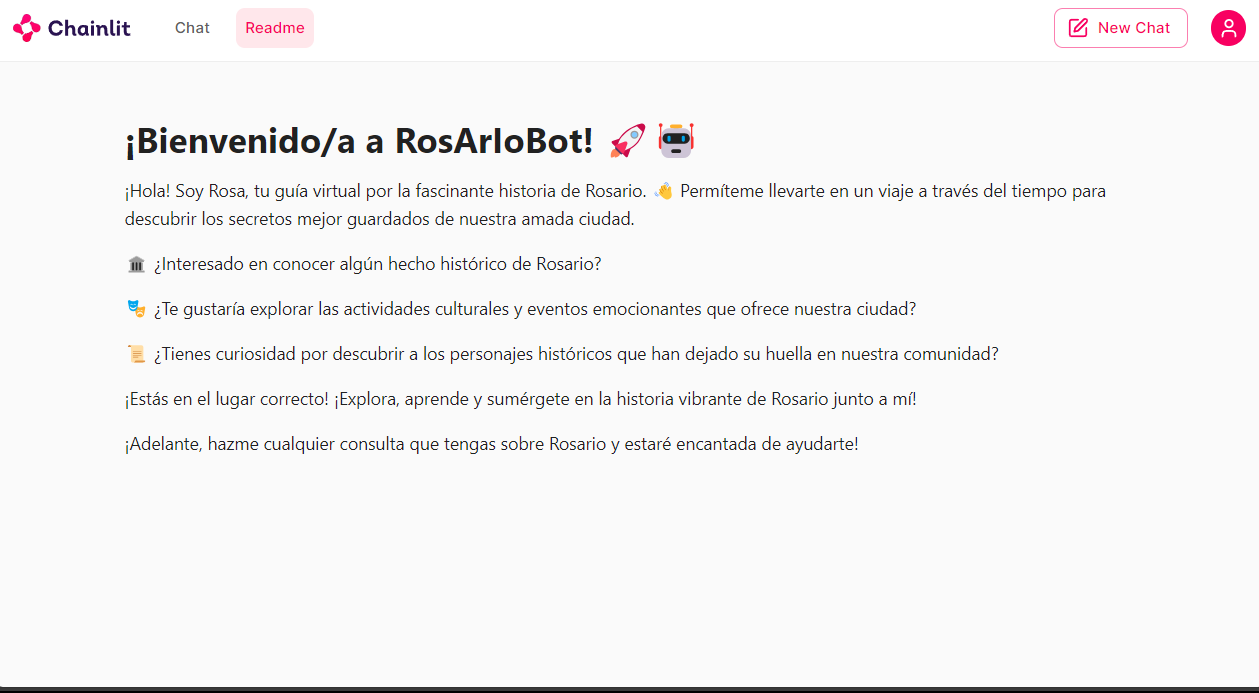 Chainlit
Chat
Readme
New Chat
¡Bienvenido/a a RosArIoBot! 🚀 🤖
¡Hola! Soy Rosa, tu guía virtual por la fascinante historia de Rosario. 👋 Permíteme llevarte en un viaje a través del tiempo para
descubrir los secretos mejor guardados de nuestra amada ciudad.
🏛️ ¿Interesado en conocer algún hecho histórico de Rosario?
🎭 ¿Te gustaría explorar las actividades culturales y eventos emocionantes que ofrece nuestra ciudad?
📜 ¿Tienes curiosidad por descubrir a los personajes históricos que han dejado su huella en nuestra comunidad?
¡Estás en el lugar correcto! ¡Explora, aprende y sumérgete en la historia vibrante de Rosario junto a mí!
¡Adelante, hazme cualquier consulta que tengas sobre Rosario y estaré encantada de ayudarte!